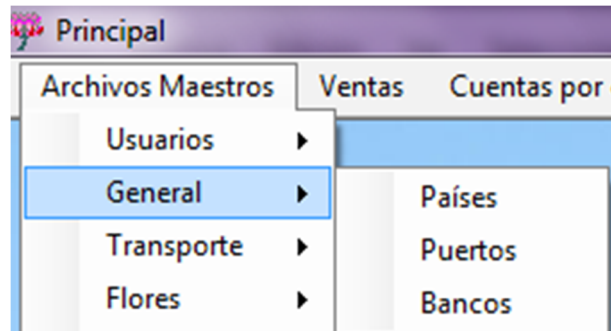 Principal
Archivos Maestros Ventas Cuentas por
Usuarios
General Países
Transporte Puertos
Flores Bancos